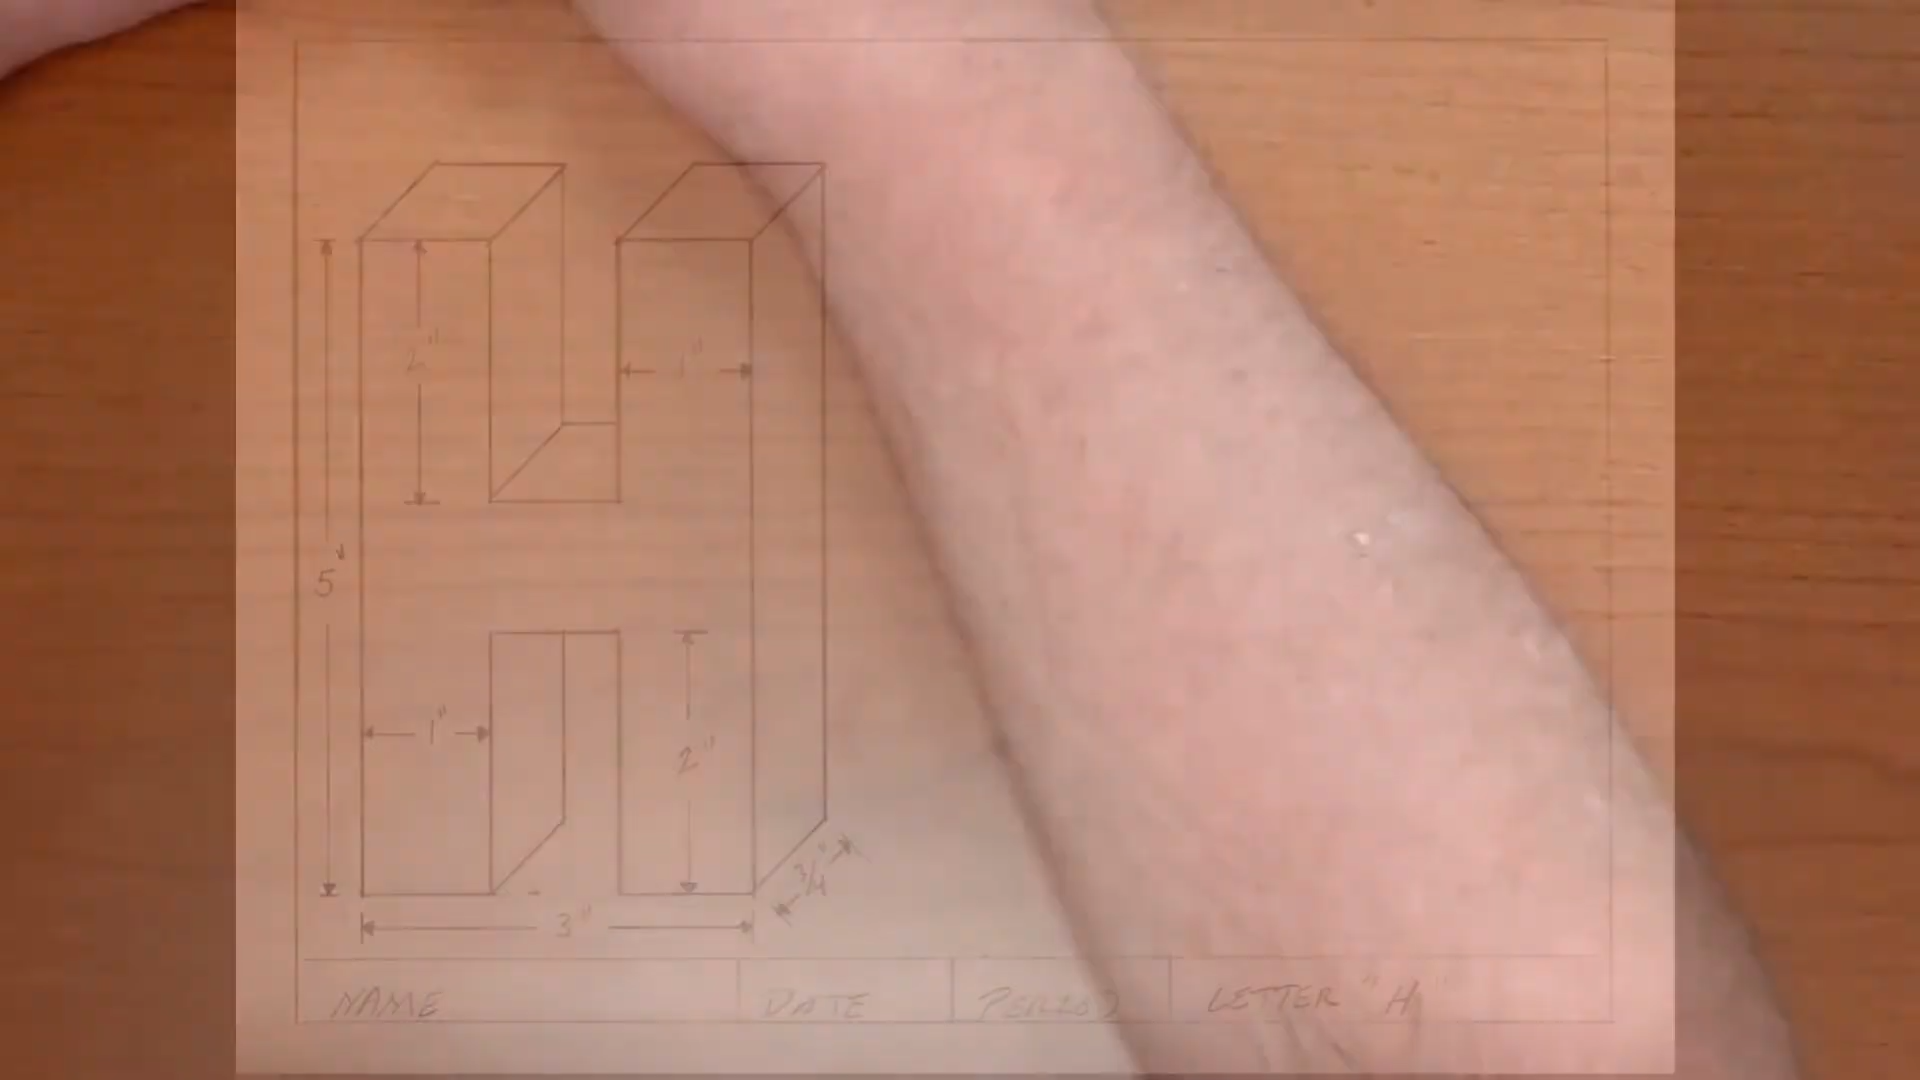 2"
1"
5"
1"
2"
3/4"
3"
NAME
DATE
PERIOD
LETTER "H"